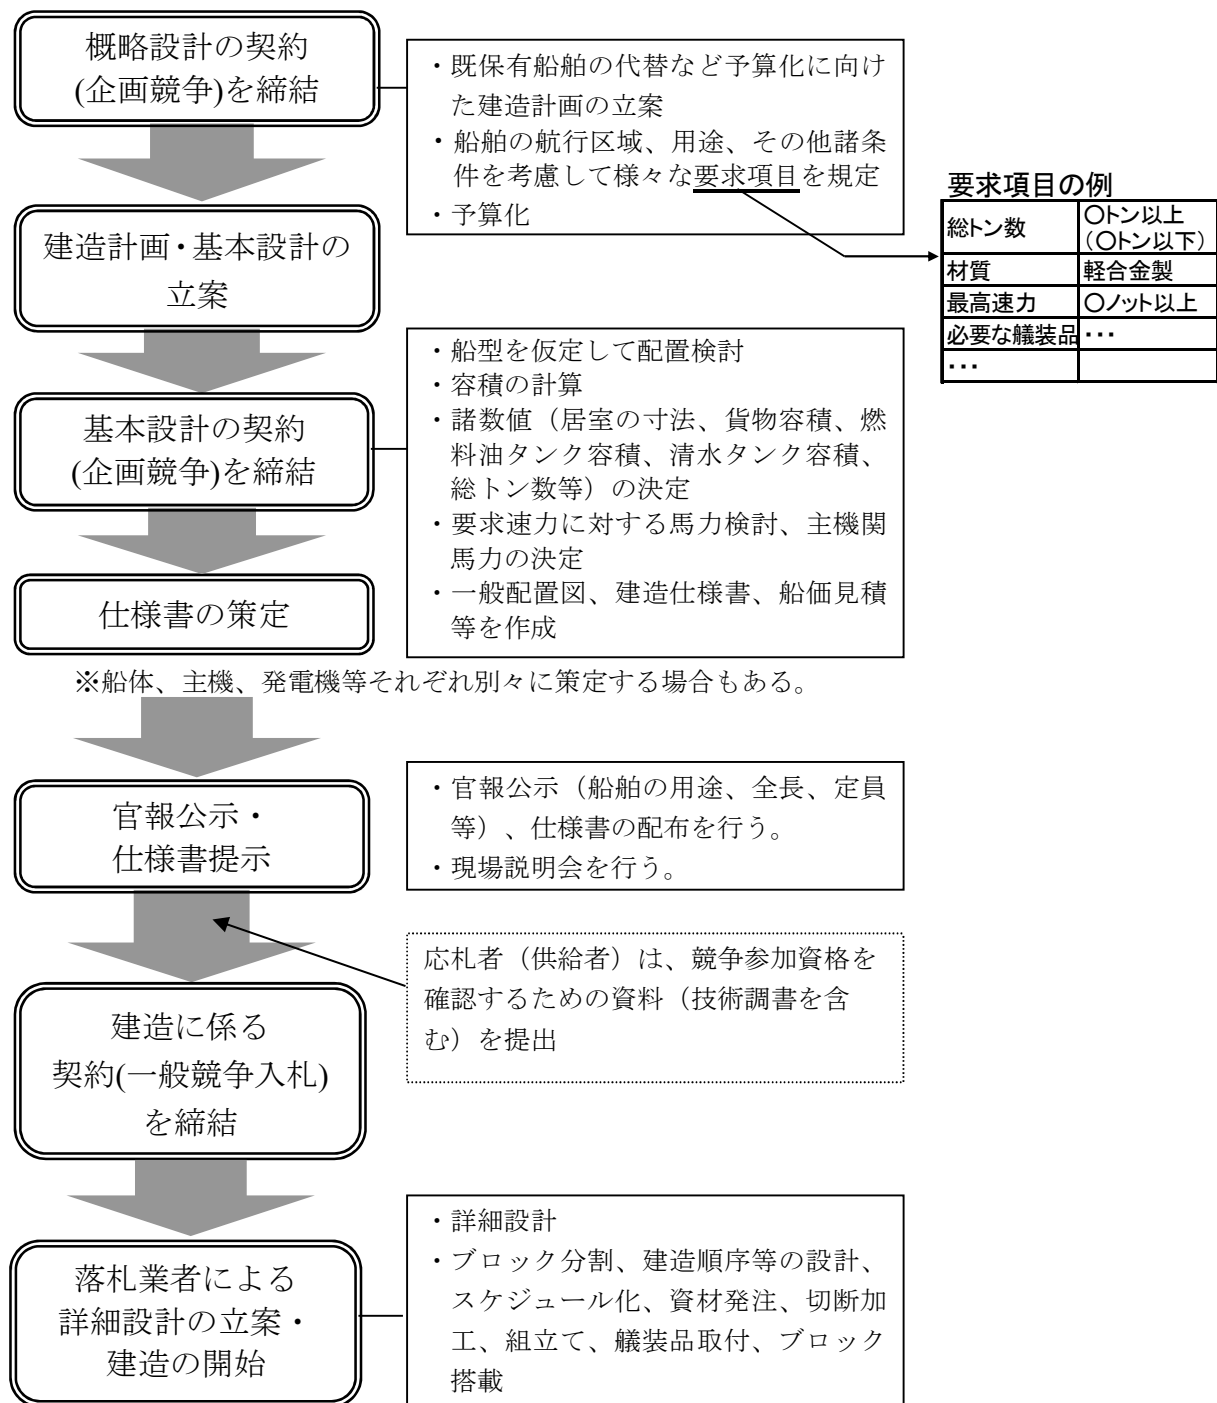 概略設計の契約
(企画競争)を締結
・既保有船舶の代替など予算化に向け
た建造計画の立案
・船舶の航行区域、用途、その他諸条
件を考慮して様々な要求項目を規定
・予算化
要求項目の例
総トン数 〇トン以上
(〇トン以下)
材質 軽合金製
最高速力 〇ノット以上
必要な艤装品 ・・・
・・・
建造計画・基本設計の
立案
基本設計の契約
(企画競争)を締結
・船型を仮定して配置検討
・容積の計算
・諸数値（居室の寸法、貨物容積、燃
料油タンク容積、清水タンク容積、
総トン数等）の決定
・要求速力に対する馬力検討、主機関
馬力の決定
・一般配置図、建造仕様書、船価見積
等を作成
仕様書の策定
※船体、主機、発電機等それぞれ別々に策定する場合もある。
官報公示・
仕様書提示
・官報公示（船舶の用途、全長、定員
等）、仕様書の配布を行う。
・現場説明会を行う。
応札者（供給者）は、競争参加資格を
確認するための資料（技術調書を含
む）を提出
建造に係る
契約(一般競争入札)
を締結
落札業者による
詳細設計の立案・
建造の開始
・詳細設計
・ブロック分割、建造順序等の設計、
スケジュール化、資材発注、切断加
工、組立て、艤装品取付、ブロック
搭載